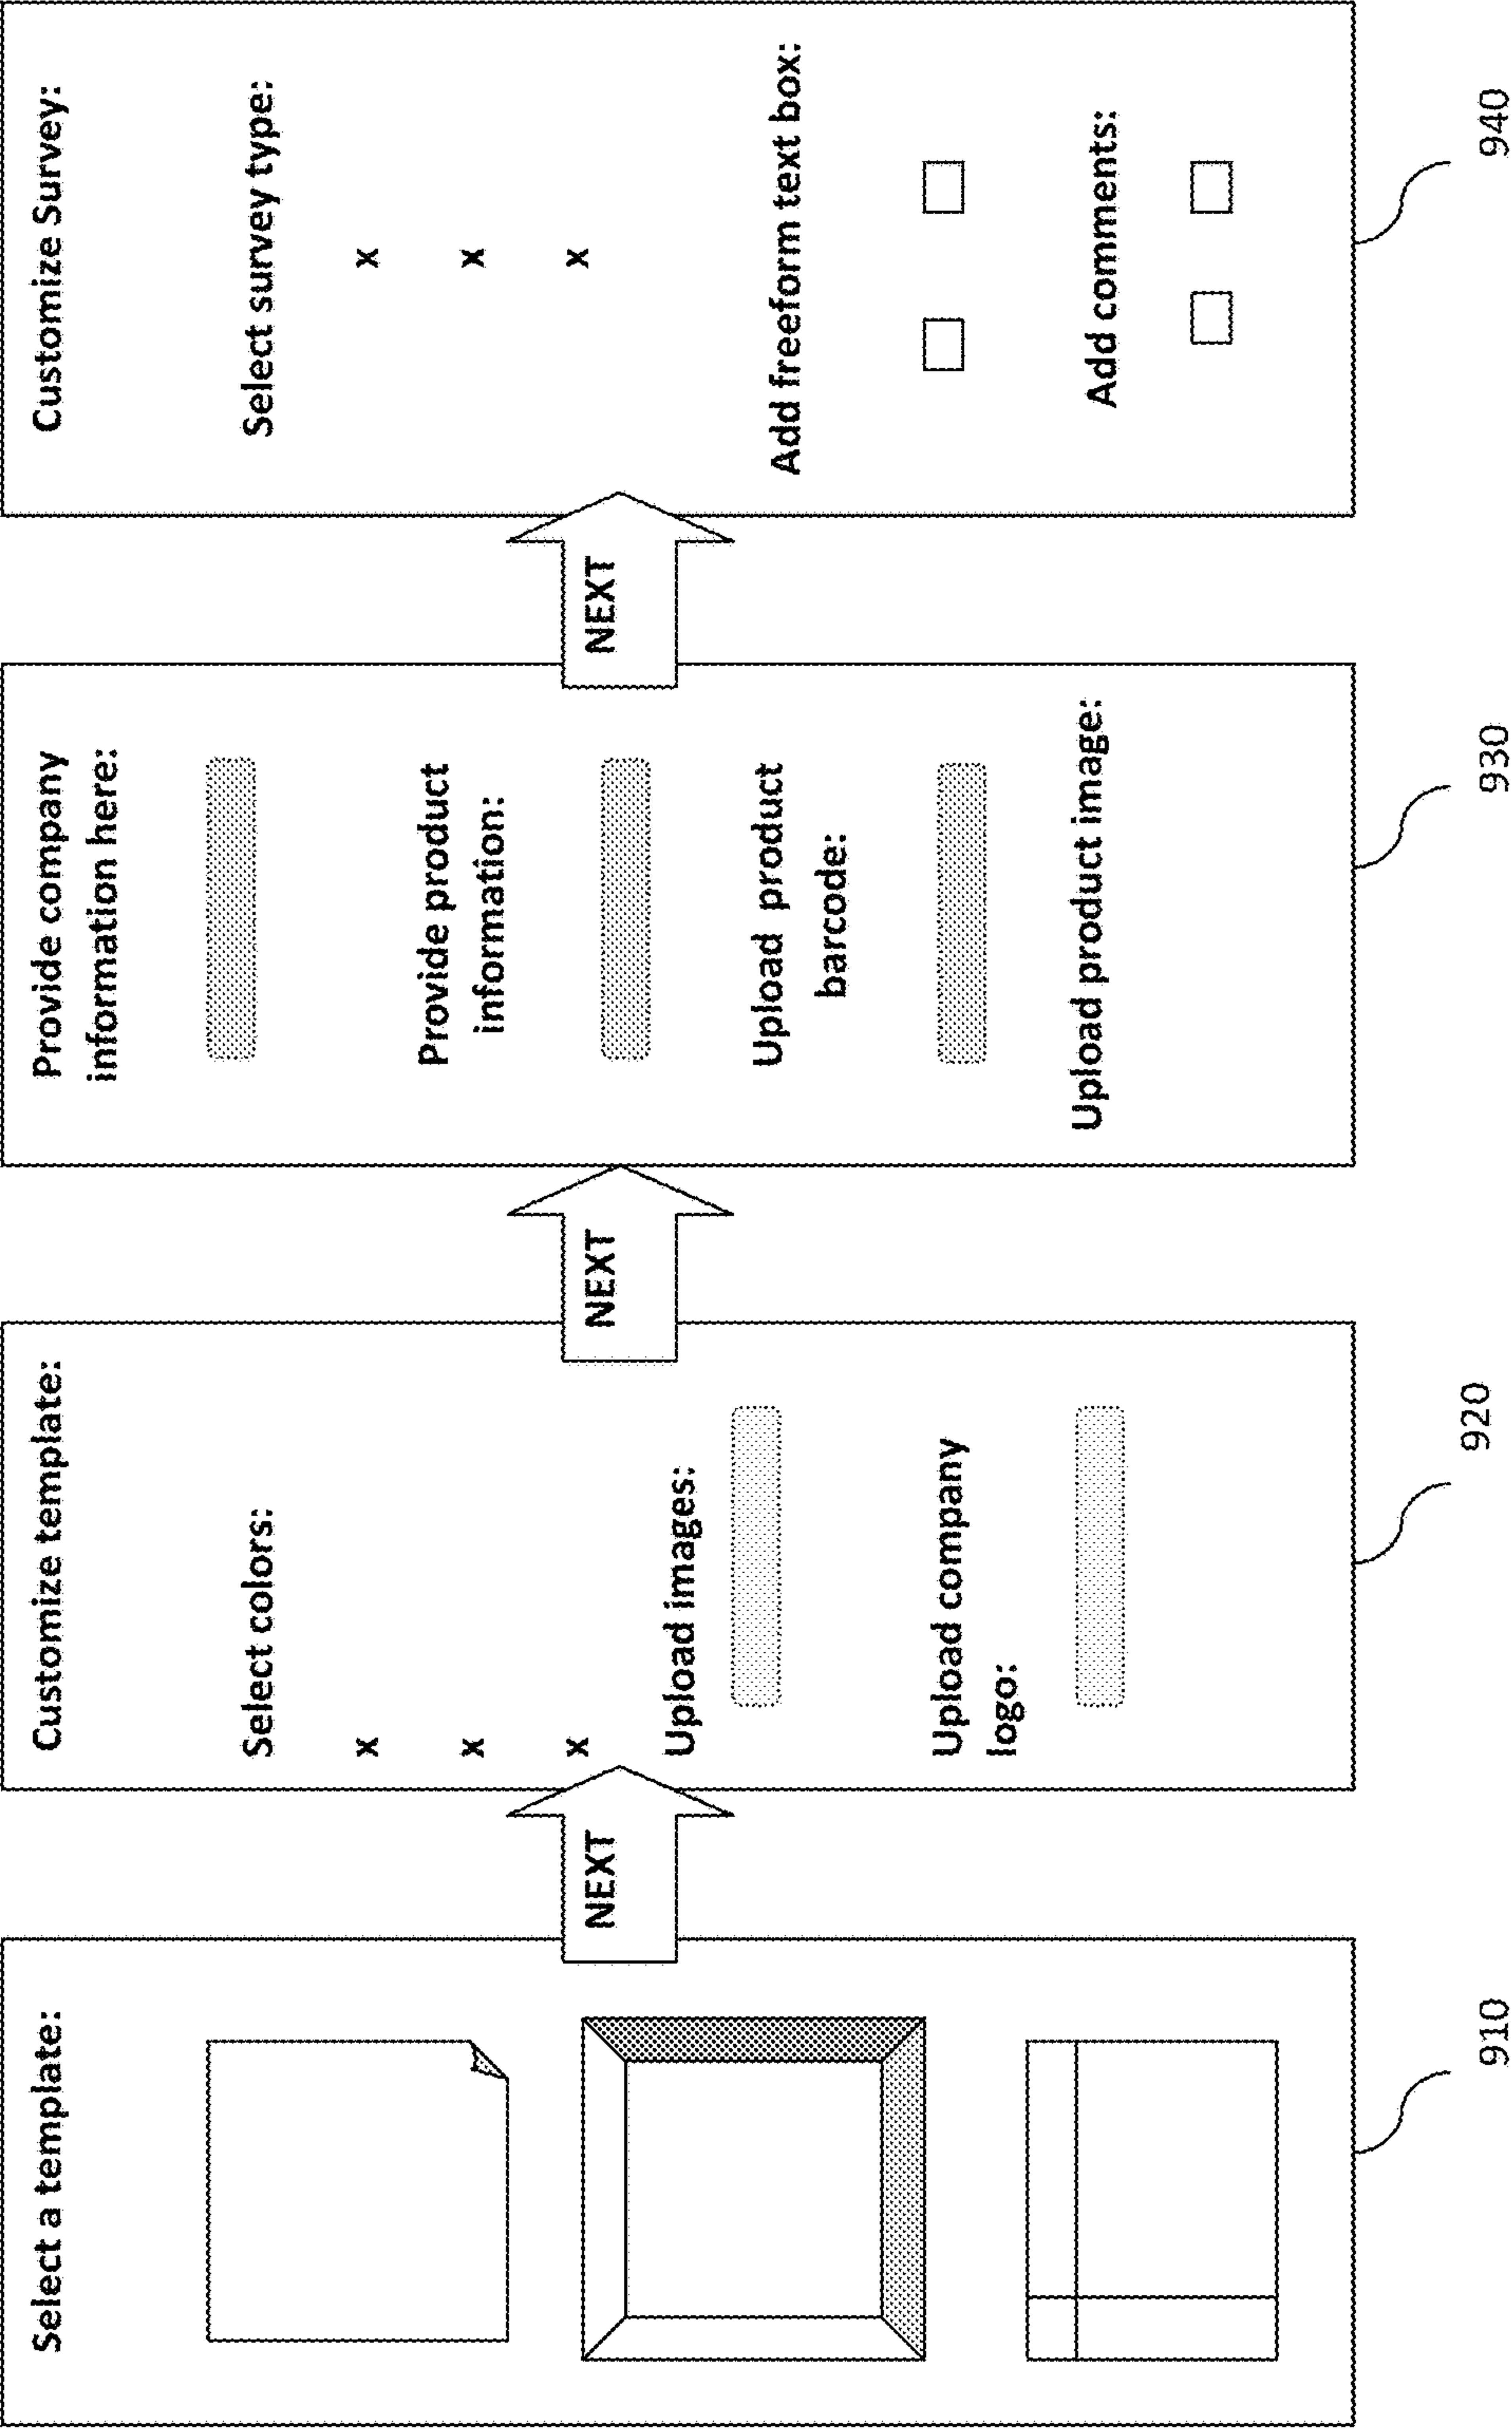 Select a template:
910
NEXT
Customize template:
Select colors:
x
x
x
Upload images:
Upload company
logo:
920
NEXT
Provide company
information here:
Provide product
information:
Upload product
barcode:
Upload product image:
930
NEXT
Customize Survey:
Select survey type:
x
x
x
Add freeform text box:
Add comments:
940